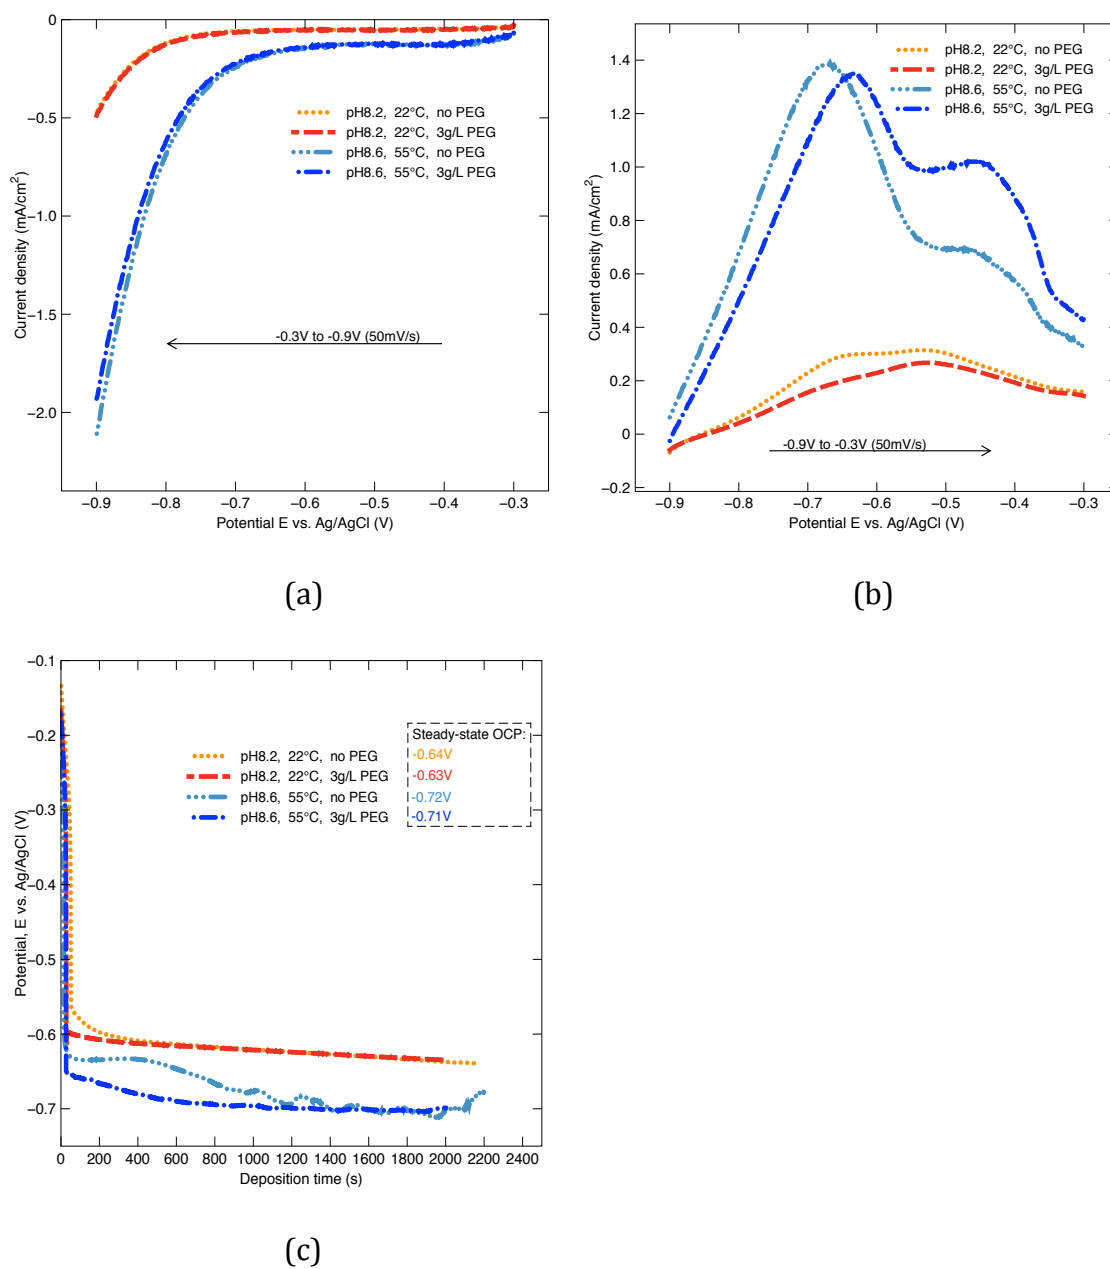 0
−0.5
−1.0
−1.5
−2.0
Current density (mA/cm²)
pH8.2, 22°C, no PEG
pH8.2, 22°C, 3g/L PEG
pH8.6, 55°C, no PEG
pH8.6, 55°C, 3g/L PEG
-0.3V to -0.9V (50mV/s)
−0.9 −0.8 −0.7 −0.6 −0.5 −0.4 −0.3
Potential E vs. Ag/AgCl (V)
(a)
1.4
1.2
1.0
0.8
0.6
0.4
0.2
0
−0.2
Current density (mA/cm²)
pH8.2, 22°C, no PEG
pH8.2, 22°C, 3g/L PEG
pH8.6, 55°C, no PEG
pH8.6, 55°C, 3g/L PEG
-0.9V to -0.3V (50mV/s)
−0.9 −0.8 −0.7 −0.6 −0.5 −0.4 −0.3
Potential E vs. Ag/AgCl (V)
(b)
−0.1
−0.2
−0.3
−0.4
−0.5
−0.6
−0.7
Potential, E vs. Ag/AgCl (V)
pH8.2, 22°C, no PEG
pH8.2, 22°C, 3g/L PEG
pH8.6, 55°C, no PEG
pH8.6, 55°C, 3g/L PEG
Steady-state OCP:
-0.64V
-0.63V
-0.72V
-0.71V
0 200 400 600 800 1000 1200 1400 1600 1800 2000 2200 2400
Deposition time (s)
(c)